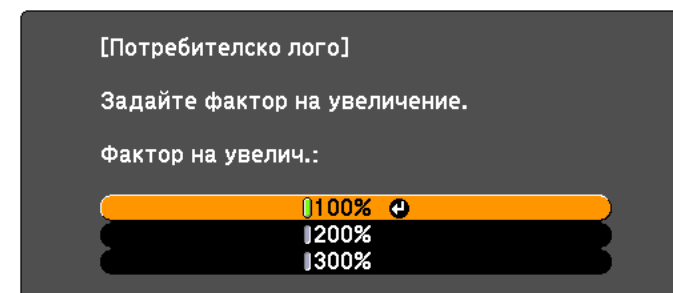 [Потребителско лого]
Задайте фактор на увеличение.
Фактор на увелич.:
100%
200%
300%